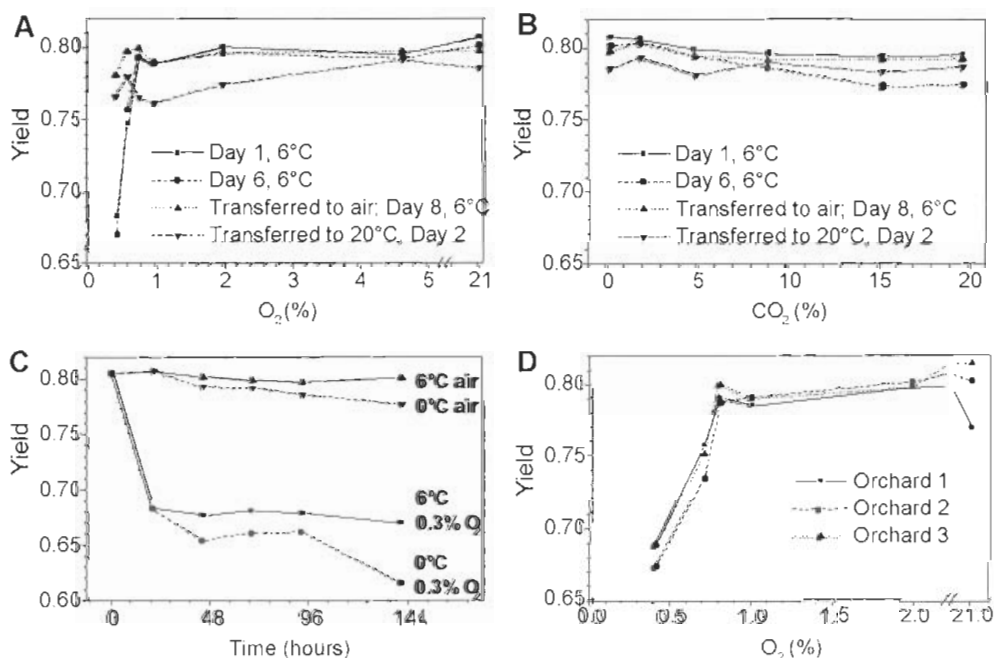 A
0.80
0.75
0.70
0.65
Yield
Day 1, 6°C
Day 6, 6°C
Transferred to air; Day 8, 6°C
Transferred to 20°C, Day 2
0 1 2 3 4 5 21
O₂ (%)
B
0.80
0.75
0.70
0.65
Yield
Day 1, 6°C
Day 6, 6°C
Transferred to air; Day 8, 6°C
Transferred to 20°C, Day 2
0 5 10 15 20
CO₂ (%)
C
0.80
0.75
0.70
0.65
0.60
Yield
6°C air
0°C air
6°C
0.3% O₂
0°C
0.3% O₂
0 48 96 144
Time (hours)
D
0.80
0.75
0.70
0.65
Yield
Orchard 1
Orchard 2
Orchard 3
0.0 0.5 1.0 1.5 2.0 21.0
O₂ (%)